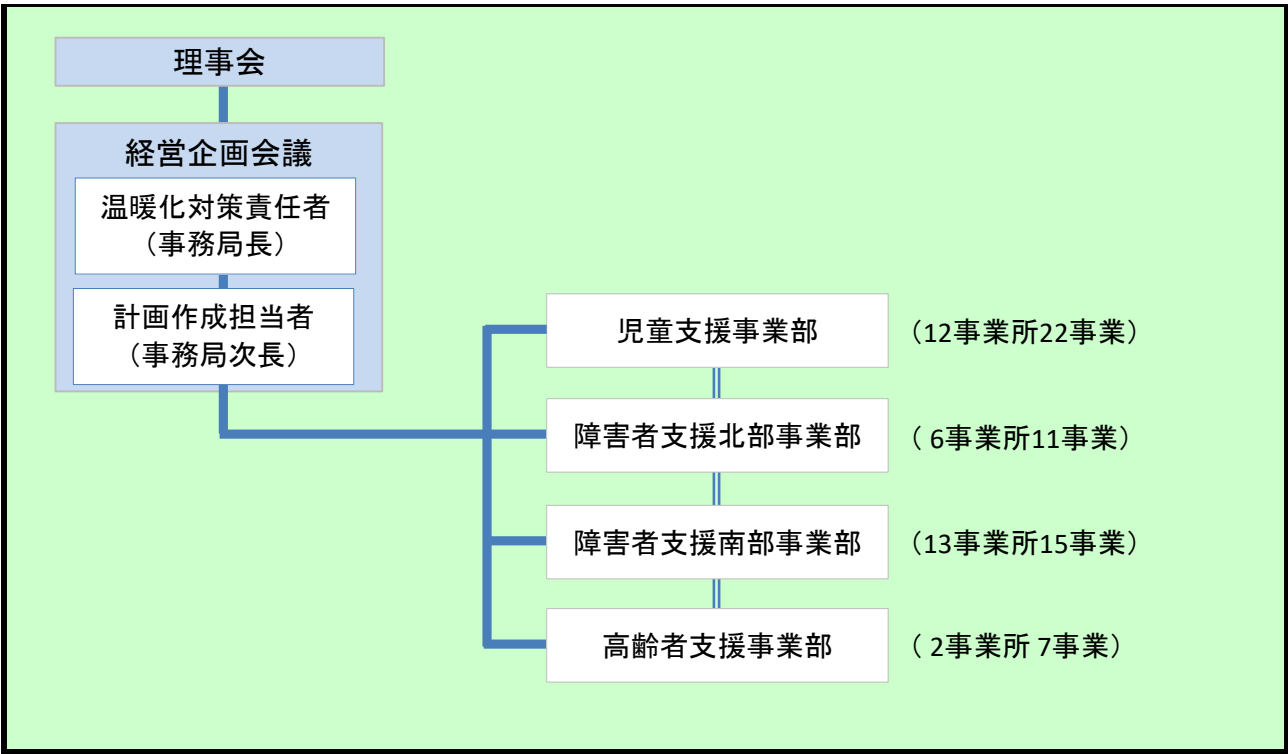 理事会
経営企画会議
温暖化対策責任者
（事務局長）
計画作成担当者
（事務局次長）
児童支援事業部 （12事業所22事業）
障害者支援北部事業部 （ 6事業所11事業）
障害者支援南部事業部 （13事業所15事業）
高齢者支援事業部 （ 2事業所 7事業）